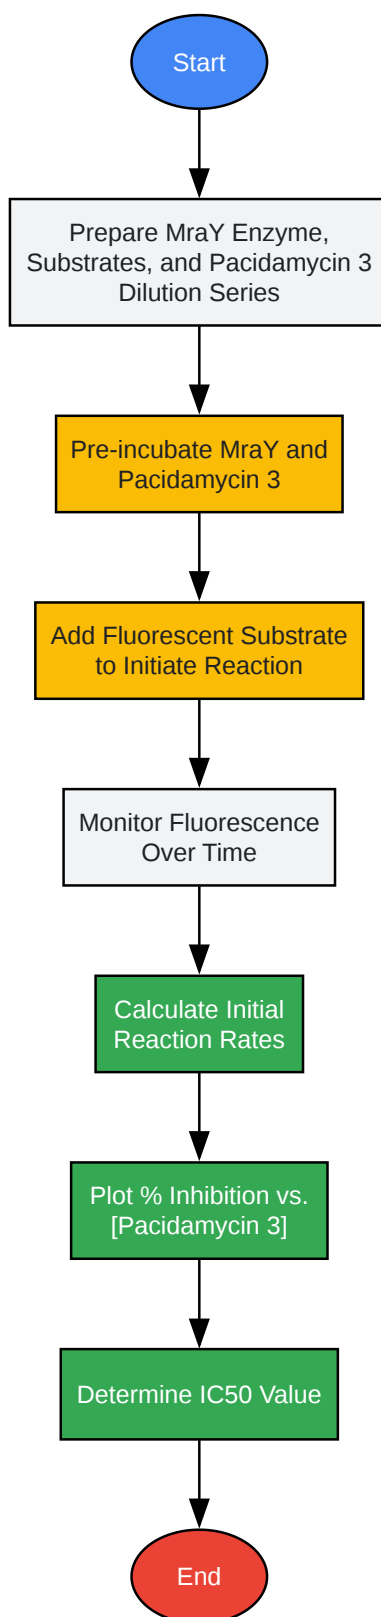 Start
Prepare MraY Enzyme,
Substrates, and Pacidamycin 3
Dilution Series
Pre-incubate MraY and
Pacidamycin 3
Add Fluorescent Substrate
to Initiate Reaction
Monitor Fluorescence
Over Time
Calculate Initial
Reaction Rates
Plot % Inhibition vs.
[Pacidamycin 3]
Determine IC50 Value
End